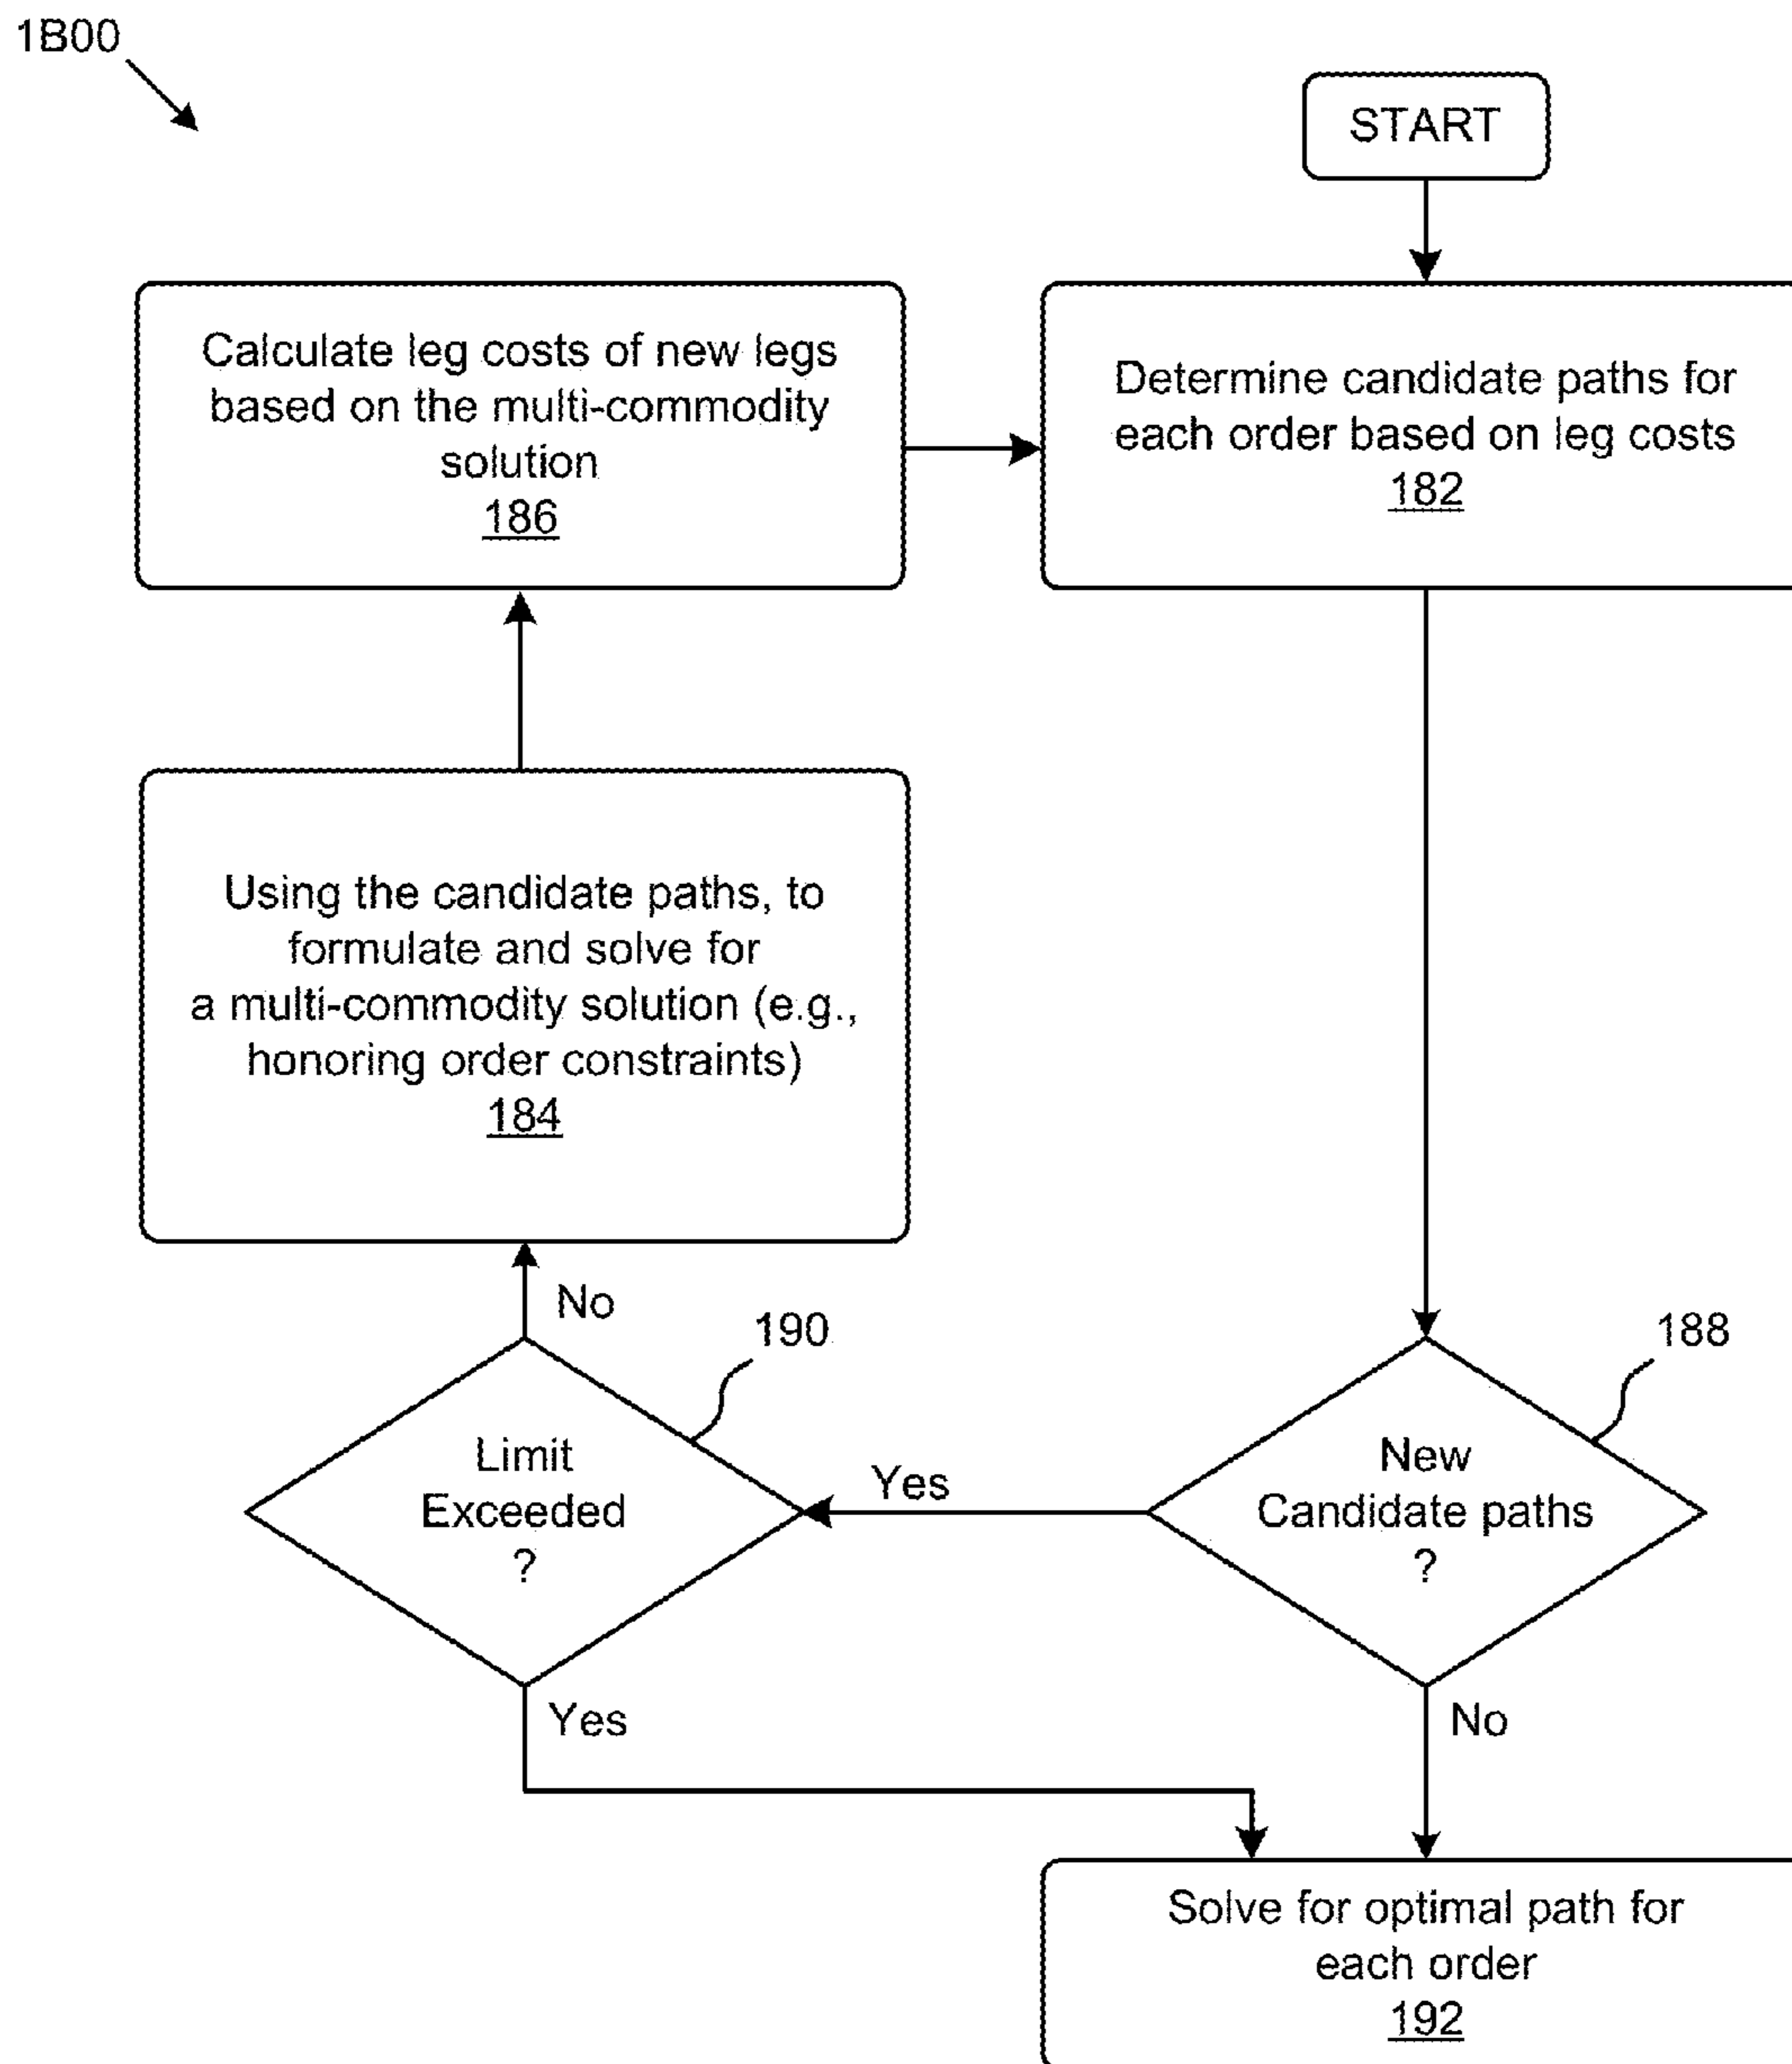 1B00
START
Calculate leg costs of new legs
based on the multi-commodity
solution
186
Determine candidate paths for
each order based on leg costs
182
Using the candidate paths, to
formulate and solve for
a multi-commodity solution (e.g.,
honoring order constraints)
184
No
190
188
Limit
Exceeded
?
Yes
New
Candidate paths
?
Yes
No
Solve for optimal path for
each order
192